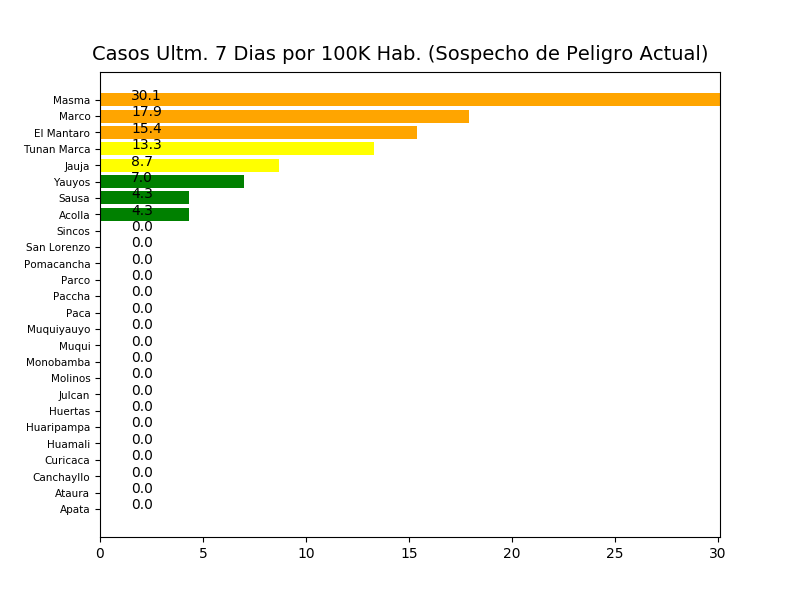 Casos Ultm. 7 Dias por 100K Hab. (Sospecho de Peligro Actual)
Masma 30.1
Marco 17.9
El Mantaro 15.4
Tunan Marca 13.3
Jauja 8.7
Yauyos 7.0
Sausa 4.3
Acolla 4.3
Sincos 0.0
San Lorenzo 0.0
Pomacancha 0.0
Parco 0.0
Paccha 0.0
Paca 0.0
Muquiyauyo 0.0
Muqui 0.0
Monobamba 0.0
Molinos 0.0
Julcan 0.0
Huertas 0.0
Huaripampa 0.0
Huamali 0.0
Curicaca 0.0
Canchayllo 0.0
Ataura 0.0
Apata 0.0
0 5 10 15 20 25 30